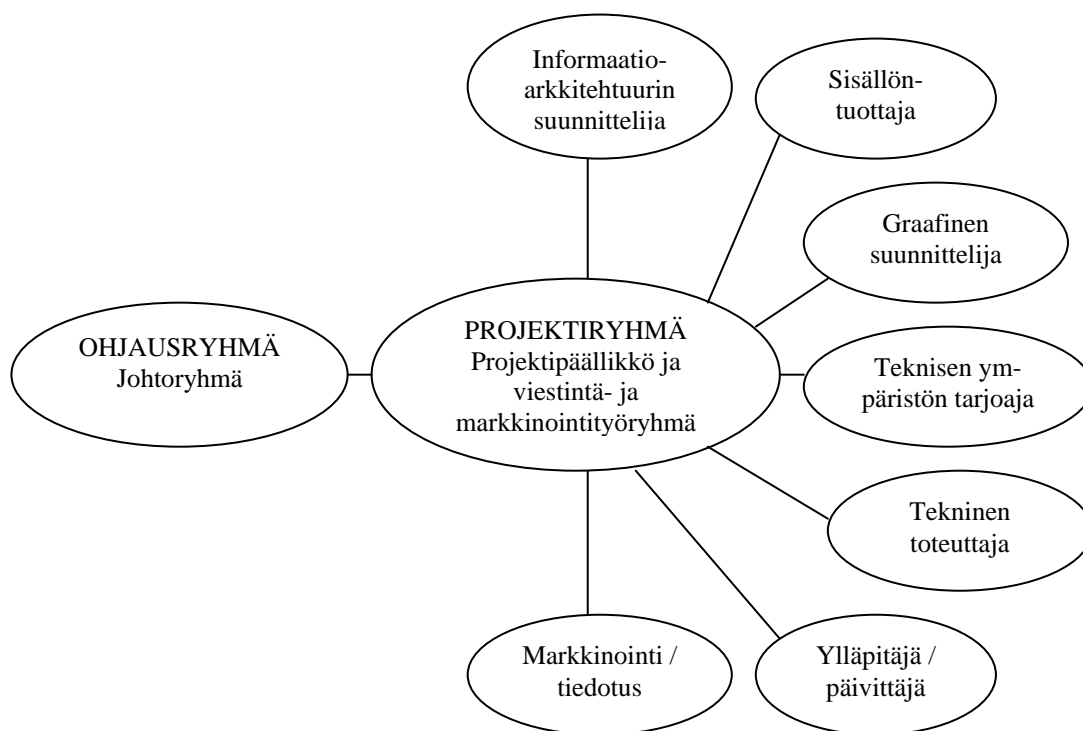 Informaatio-
arkkitehtuurin
suunnittelija
Sisällön-
tuottaja
Graafinen
suunnittelija
OHJAUSRYHMÄ
Johtoryhmä
PROJEKTIRYHMÄ
Projektipäällikkö ja
viestintä- ja
markkinointityöryhmä
Teknisen ym-
päristön tarjoaja
Tekninen
toteuttaja
Markkinointi /
tiedotus
Ylläpitäjä /
päivittäjä